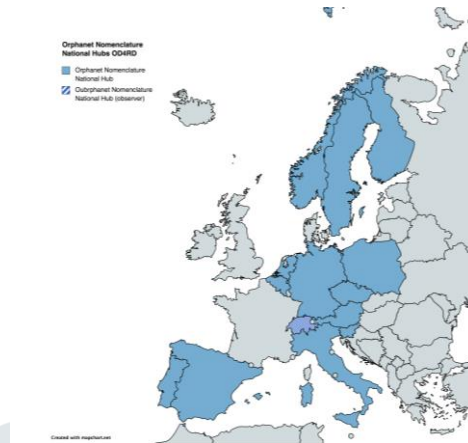 Orphanet Nomenclature
National Hubs OD4RD
Orphanet Nomenclature
National Hub
Oubrphanet Nomenclature
National Hub (observer)
Created with mapchart.net